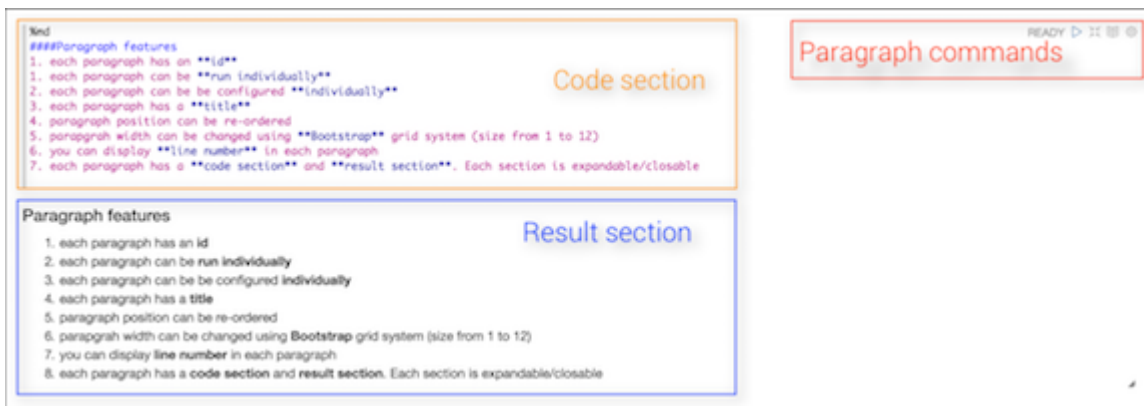 %md
####Paragraph features
1. each paragraph has an **id**
1. each paragraph can be **run individually**
2. each paragraph can be be configured **individually**
3. each paragraph has a **title**
4. paragraph position can be re-ordered
5. parapgrah width can be changed using **Bootstrap** grid system (size from 1 to 12)
6. you can display **line number** in each paragraph
7. each paragraph has a **code section** and **result section**. Each section is expandable/closable
Code section
READY
Paragraph commands
Paragraph features
1. each paragraph has an id
2. each paragraph can be run individually
3. each paragraph can be be configured individually
4. each paragraph has a title
5. paragraph position can be re-ordered
6. parapgrah width can be changed using Bootstrap grid system (size from 1 to 12)
7. you can display line number in each paragraph
8. each paragraph has a code section and result section. Each section is expandable/closable
Result section